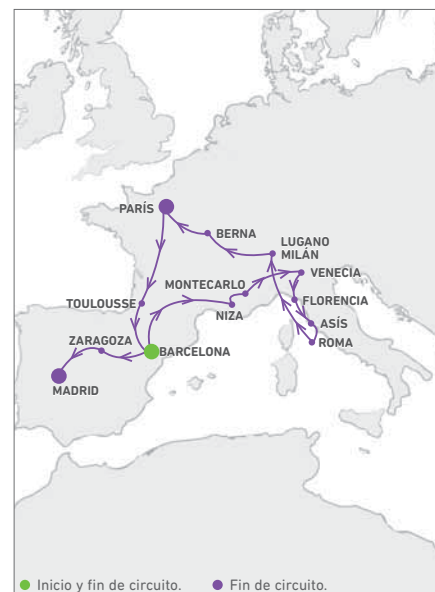 PARÍS
BERNA
LUGANO
MILÁN
VENECIA
MONTECARLO
TOULOUSSE
FLORENCIA
NIZA
ASÍS
ZARAGOZA
ROMA
BARCELONA
MADRID
Inicio y fin de circuito.
Fin de circuito.